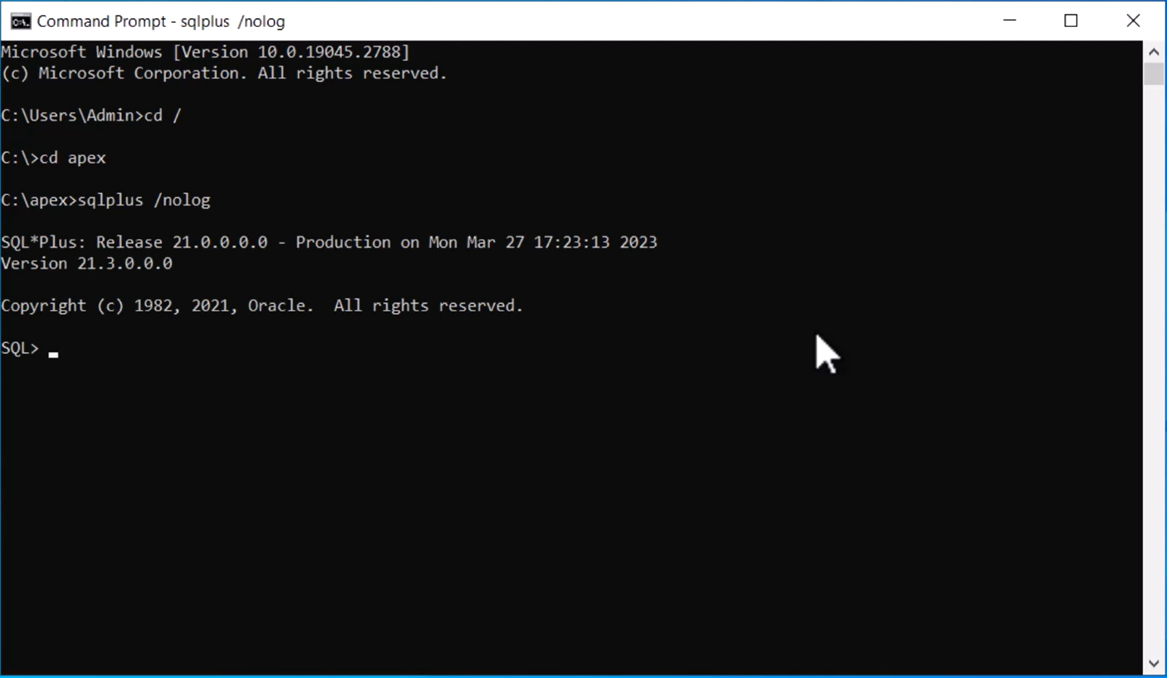 Command Prompt - sqlplus  /nolog
Microsoft Windows [Version 10.0.19045.2788]
(c) Microsoft Corporation. All rights reserved.
C:\Users\Admin>cd /
C:\>cd apex
C:\apex>sqlplus /nolog
SQL*Plus: Release 21.0.0.0.0 - Production on Mon Mar 27 17:23:13 2023
Version 21.3.0.0.0
Copyright (c) 1982, 2021, Oracle.  All rights reserved.
SQL>